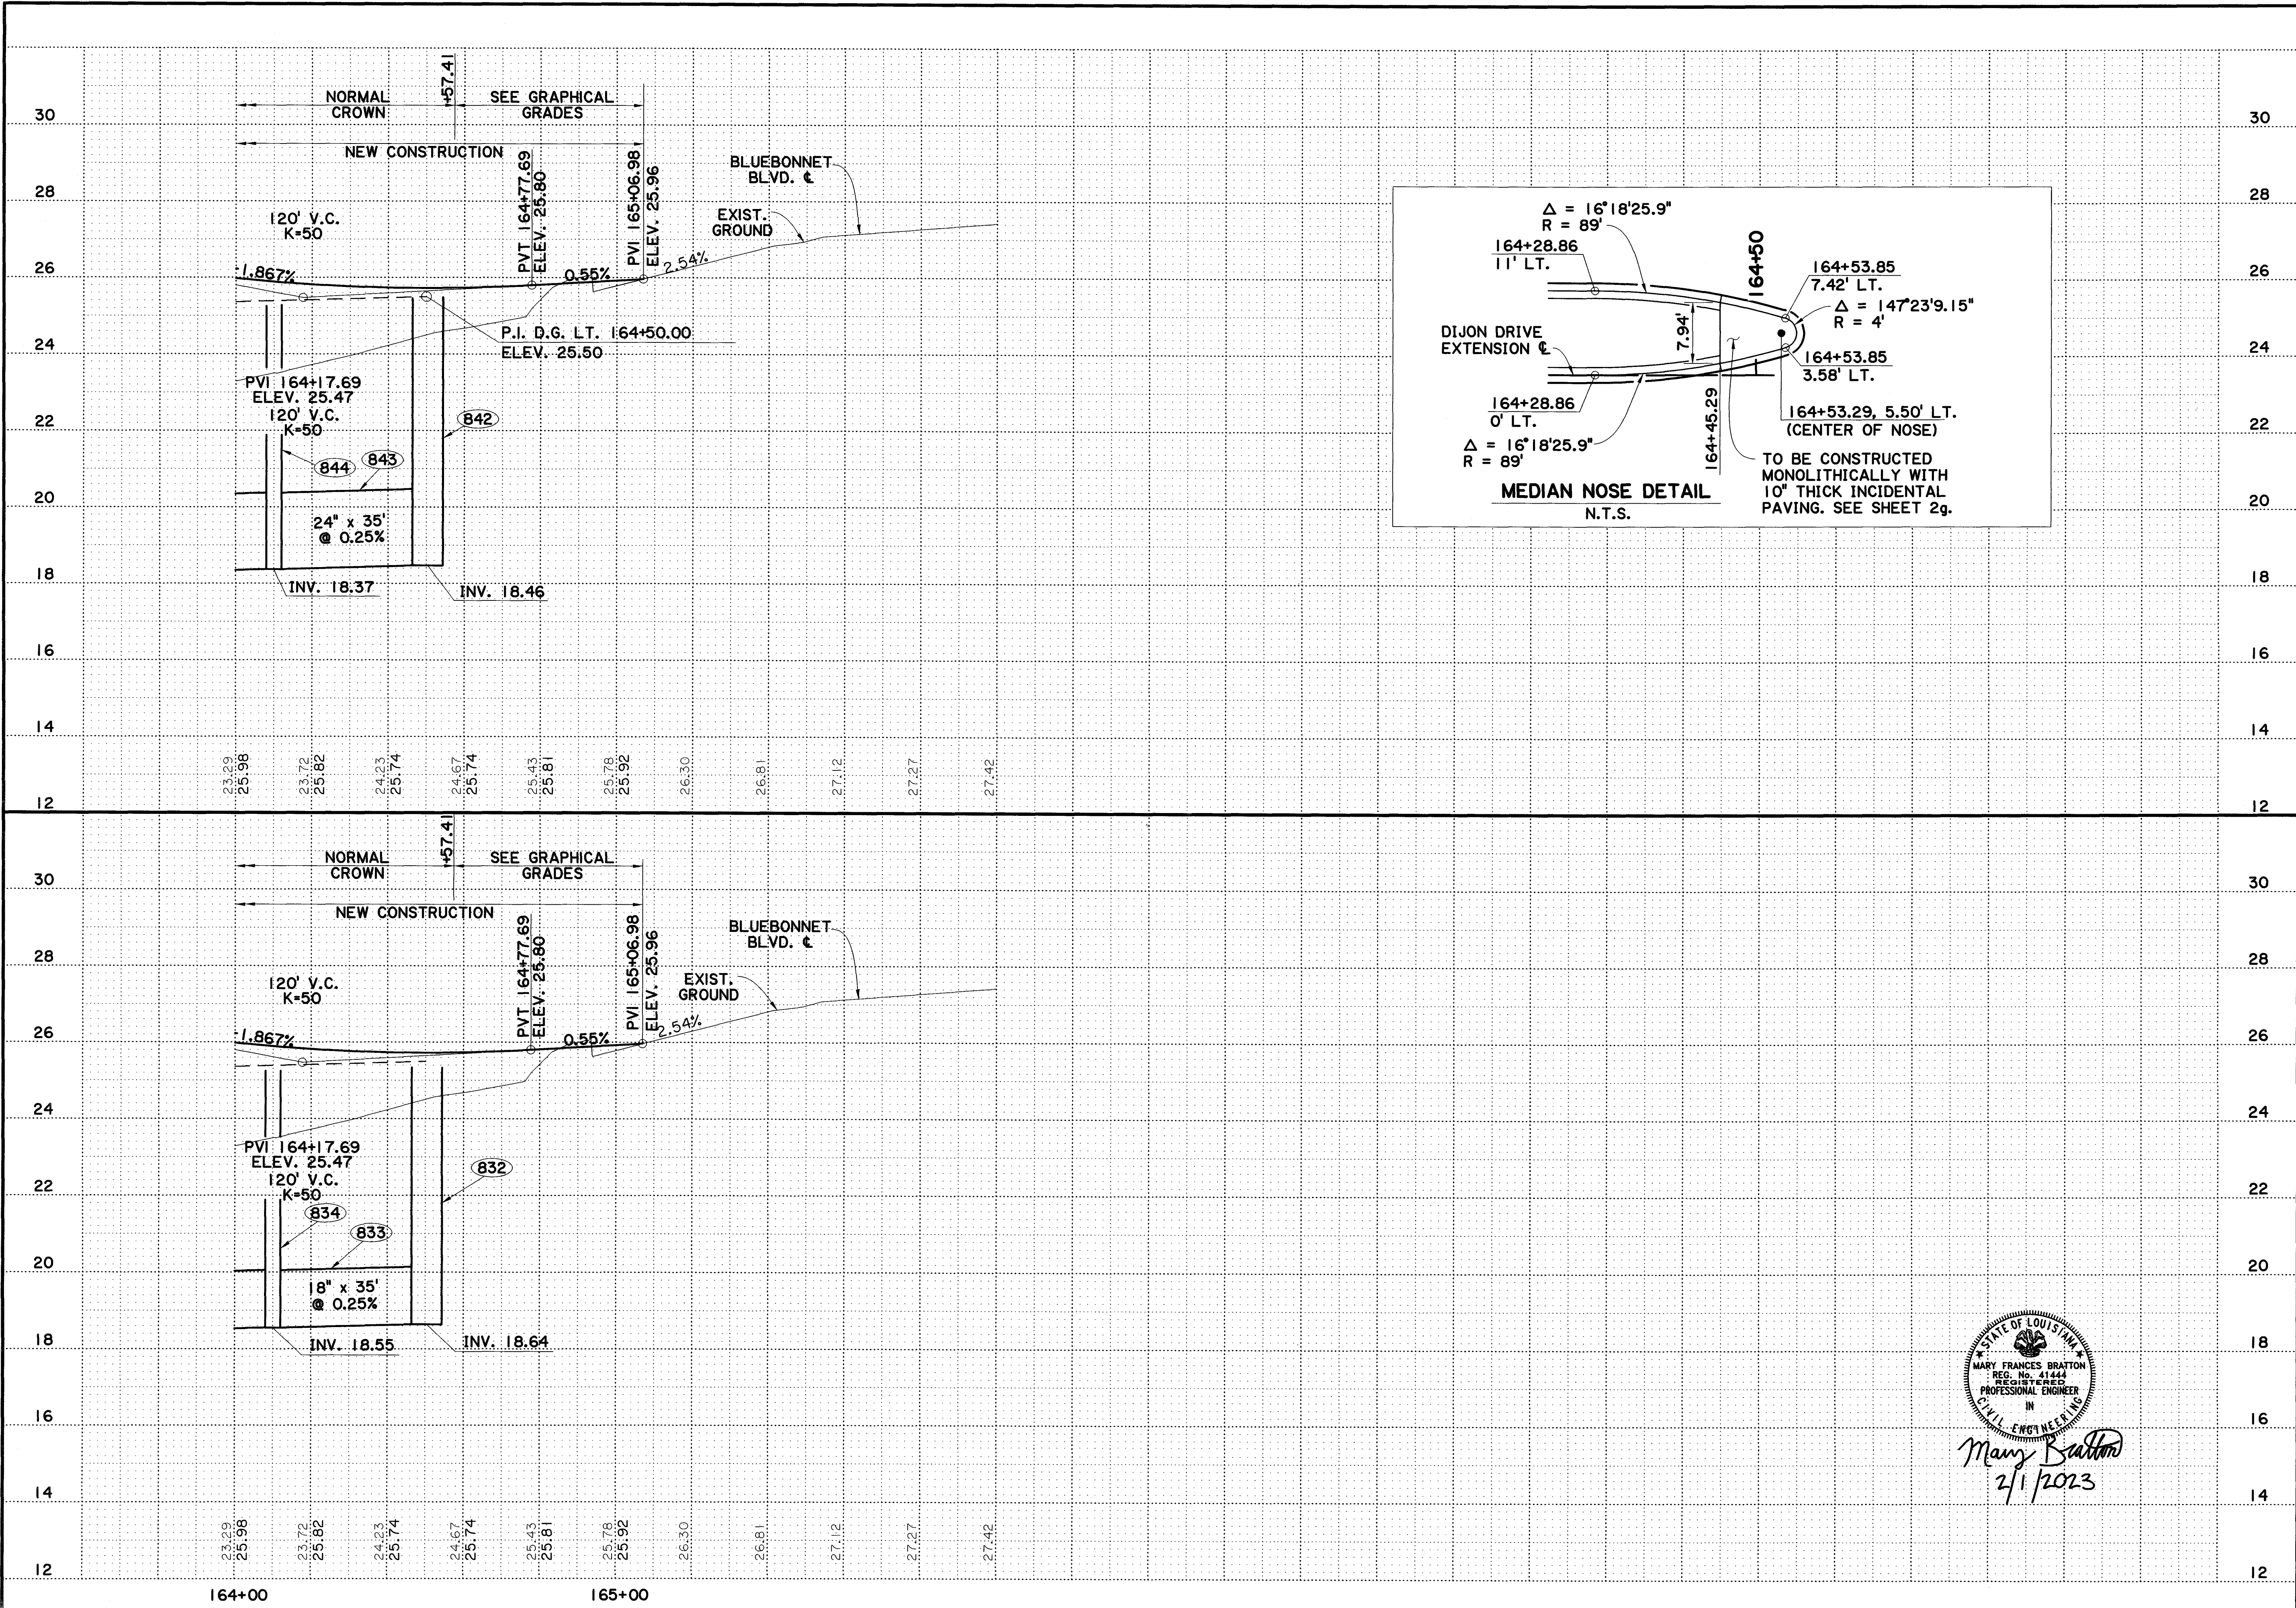 +57.41
NORMAL CROWN
SEE GRAPHICAL GRADES
NEW CONSTRUCTION
30
28
26
24
22
20
18
16
14
12
30
28
26
24
22
20
18
16
14
12
120' V.C.
K=50
-1.867%
PVT 164+77.69
ELEV. 25.80
0.55%
PVI 165+06.98
ELEV. 25.96
2.54%
EXIST.
GROUND
BLUEBONNET
BLVD. ℄
P.I. D.G. LT. 164+50.00
ELEV. 25.50
PVI 164+17.69
ELEV. 25.47
120' V.C.
K=50
842
844
843
24" x 35'
@ 0.25%
INV. 18.37
INV. 18.46
23.29
25.98
23.72
25.82
24.23
25.74
24.67
25.74
25.43
25.81
25.78
25.92
26.30
26.81
27.12
27.27
27.42
Δ = 16°18'25.9"
R = 89'
164+28.86
11' LT.
164+50
164+53.85
7.42' LT.
Δ = 147°23'9.15"
R = 4'
DIJON DRIVE
EXTENSION ℄
7.94'
164+53.85
3.58' LT.
164+28.86
0' LT.
164+45.29
164+53.29, 5.50' LT.
(CENTER OF NOSE)
Δ = 16°18'25.9"
R = 89'
TO BE CONSTRUCTED
MONOLITHICALLY WITH
10" THICK INCIDENTAL
PAVING. SEE SHEET 2g.
MEDIAN NOSE DETAIL
N.T.S.
+57.41
NORMAL CROWN
SEE GRAPHICAL GRADES
NEW CONSTRUCTION
30
28
26
24
22
20
18
16
14
12
30
28
26
24
22
20
18
16
14
12
120' V.C.
K=50
-1.867%
PVT 164+77.69
ELEV. 25.80
0.55%
PVI 165+06.98
ELEV. 25.96
2.54%
EXIST.
GROUND
BLUEBONNET
BLVD. ℄
PVI 164+17.69
ELEV. 25.47
120' V.C.
K=50
832
834
833
18" x 35'
@ 0.25%
INV. 18.55
INV. 18.64
23.29
25.98
23.72
25.82
24.23
25.74
24.67
25.74
25.43
25.81
25.78
25.92
26.30
26.81
27.12
27.27
27.42
164+00
165+00
STATE OF LOUISIANA
MARY FRANCES BRATTON
REG. No. 41444
REGISTERED
PROFESSIONAL ENGINEER
IN
CIVIL ENGINEERING
Mary Bratton
2/1/2023